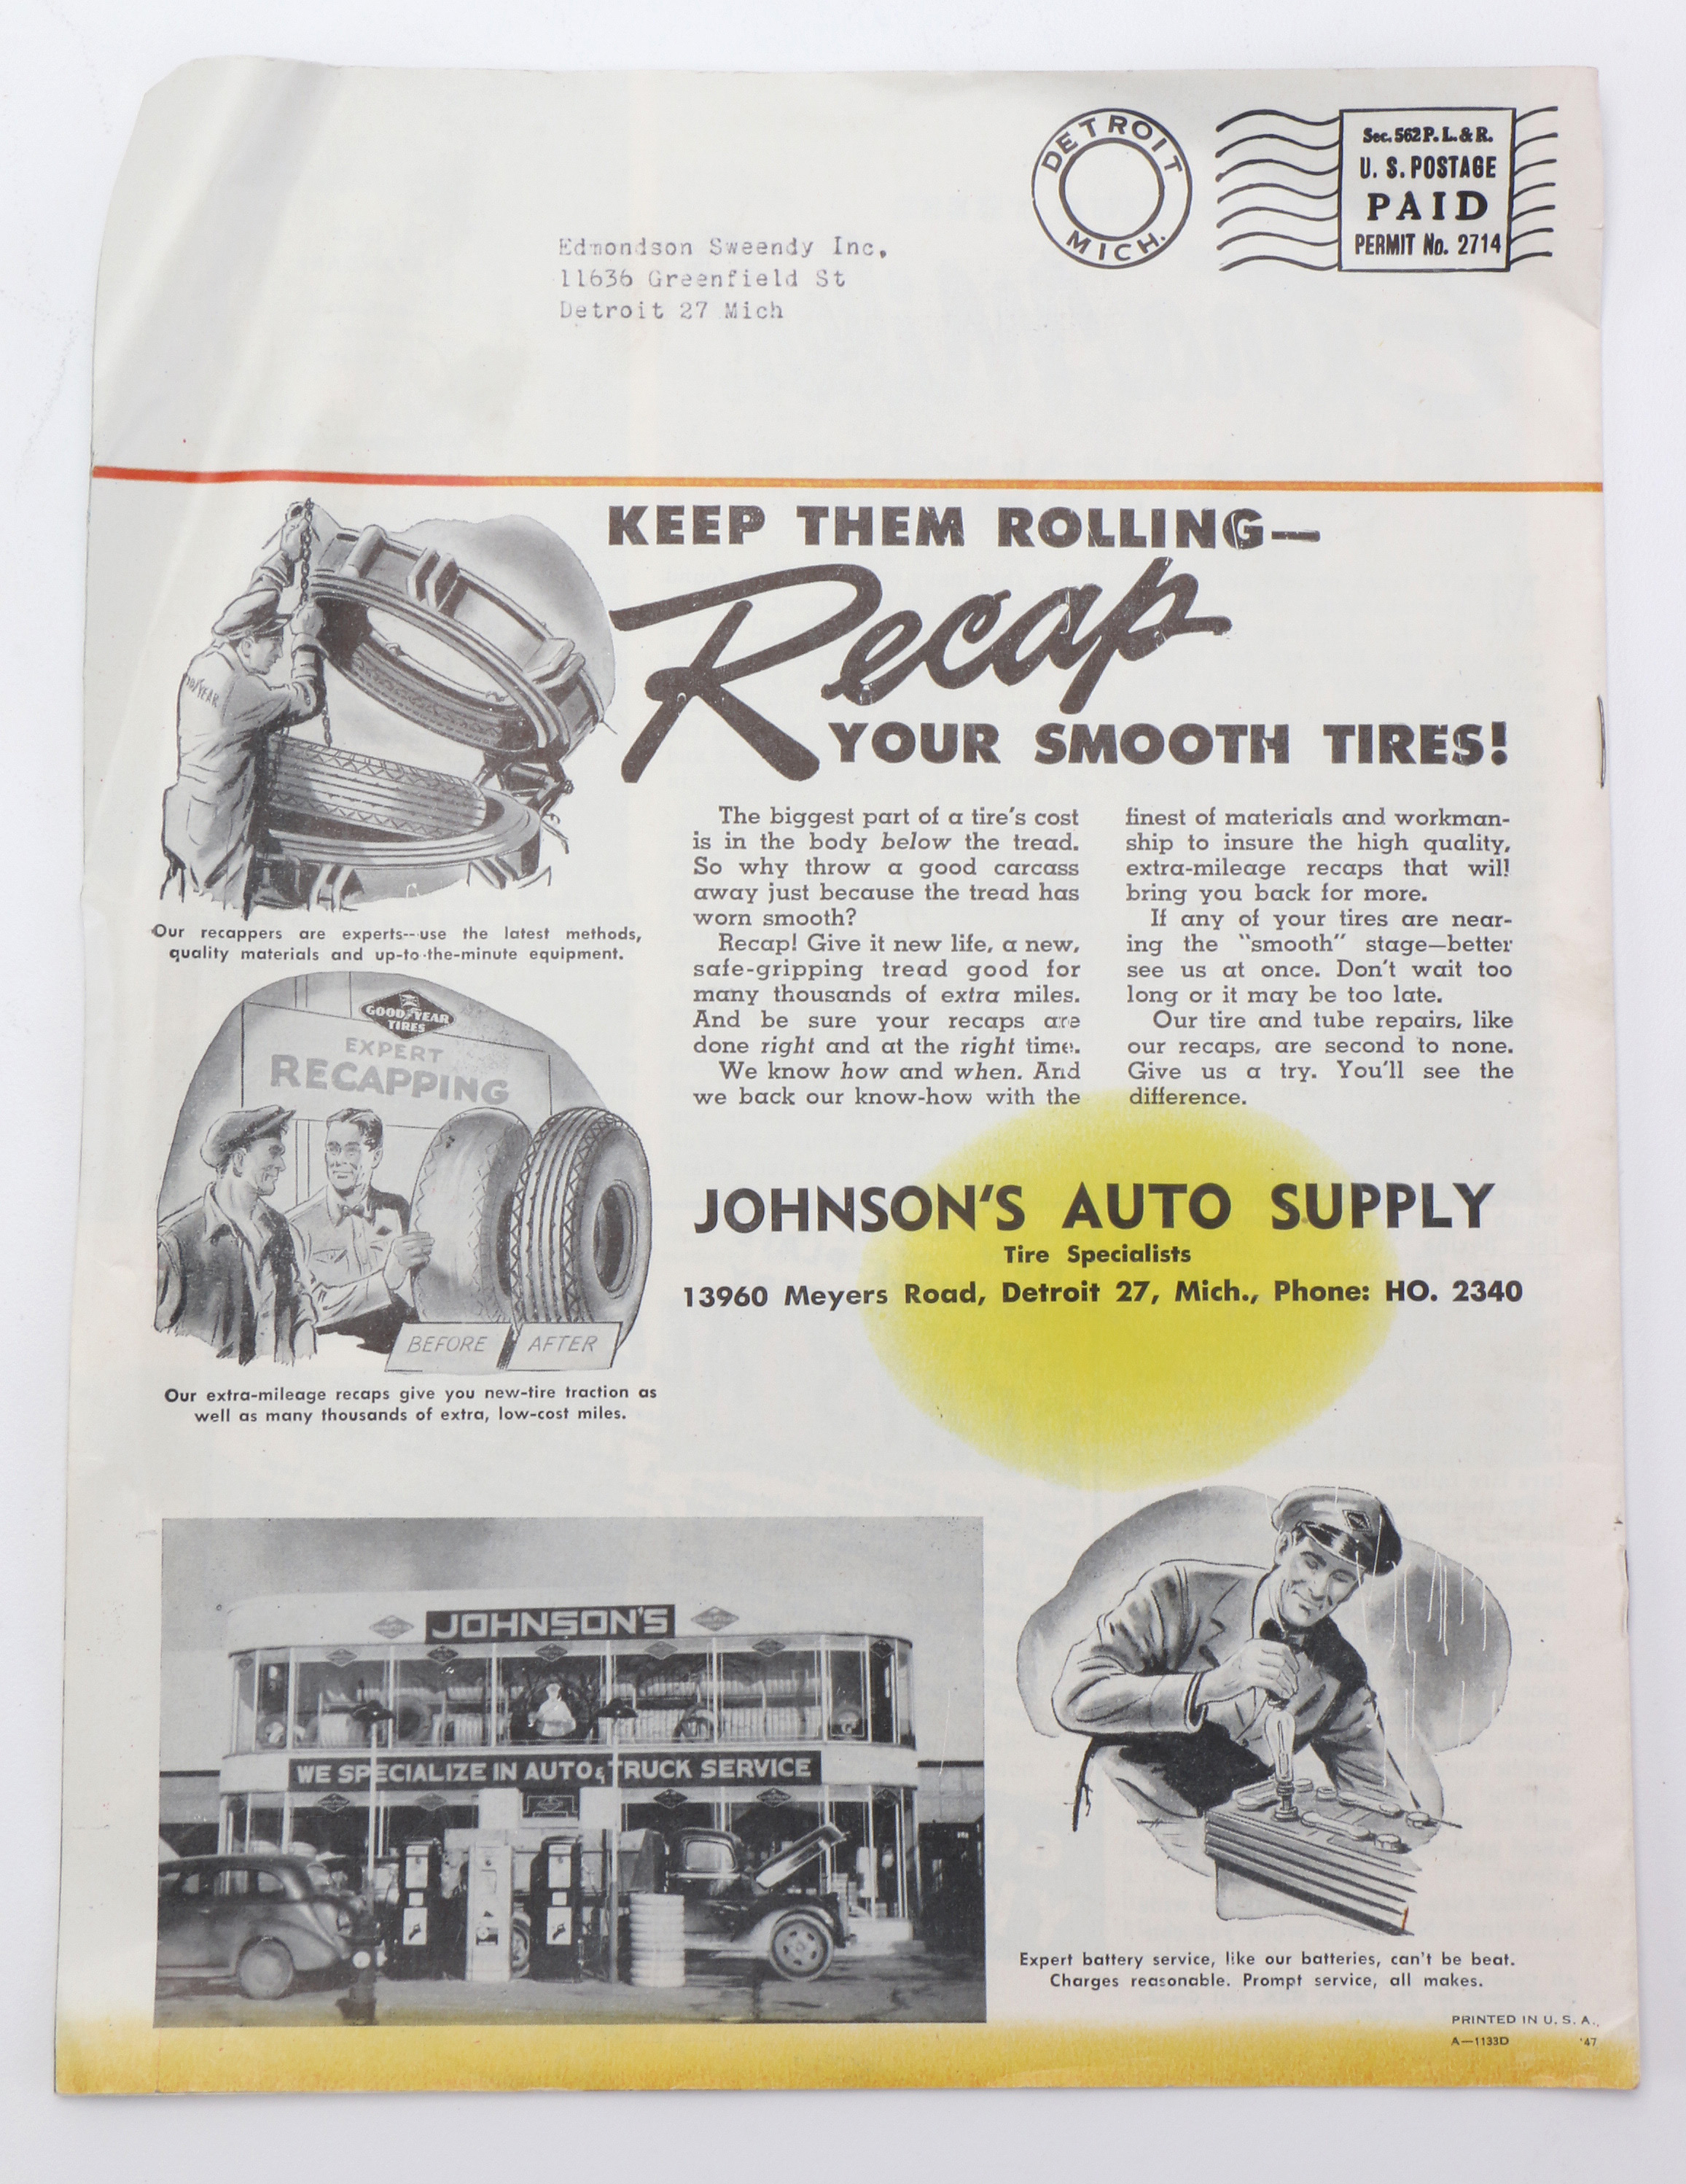 DETROIT
MICH.
Sec. 562 P. L. & R.
U. S. POSTAGE
PAID
PERMIT No. 2714
Edmondson Sweendy Inc.
11636 Greenfield St
Detroit 27 Mich
KEEP THEM ROLLING—
Recap
YOUR SMOOTH TIRES!
The biggest part of a tire's cost
is in the body below the tread.
So why throw a good carcass
away just because the tread has
worn smooth?
Recap! Give it new life, a new,
safe-gripping tread good for
many thousands of extra miles.
And be sure your recaps are
done right and at the right time.
We know how and when. And
we back our know-how with the
finest of materials and workman-
ship to insure the high quality,
extra-mileage recaps that will
bring you back for more.
If any of your tires are near-
ing the "smooth" stage—better
see us at once. Don't wait too
long or it may be too late.
Our tire and tube repairs, like
our recaps, are second to none.
Give us a try. You'll see the
difference.
Our recappers are experts--use the latest methods,
quality materials and up-to-the-minute equipment.
GOODYEAR
TIRES
EXPERT
RECAPPING
BEFORE
AFTER
Our extra-mileage recaps give you new-tire traction as
well as many thousands of extra, low-cost miles.
JOHNSON'S AUTO SUPPLY
Tire Specialists
13960 Meyers Road, Detroit 27, Mich., Phone: HO. 2340
JOHNSON'S
WE SPECIALIZE IN AUTO & TRUCK SERVICE
Expert battery service, like our batteries, can't be beat.
Charges reasonable. Prompt service, all makes.
PRINTED IN U. S. A.
A—1133D '47